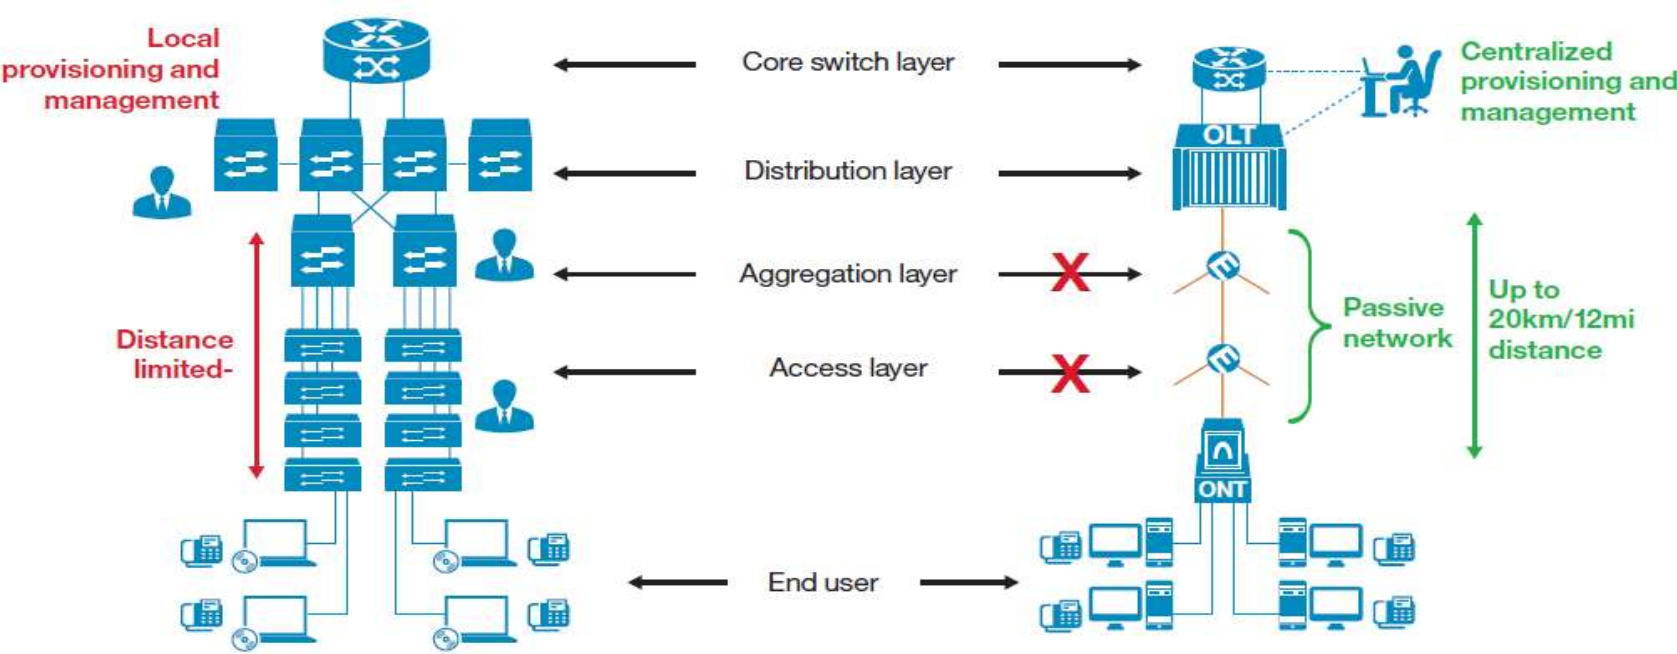 Local
provisioning and
management
Core switch layer
Centralized
provisioning and
management
OLT
Distribution layer
Aggregation layer
X
Passive
network
Up to
20km/12mi
distance
Distance
limited-
Access layer
X
ONT
End user